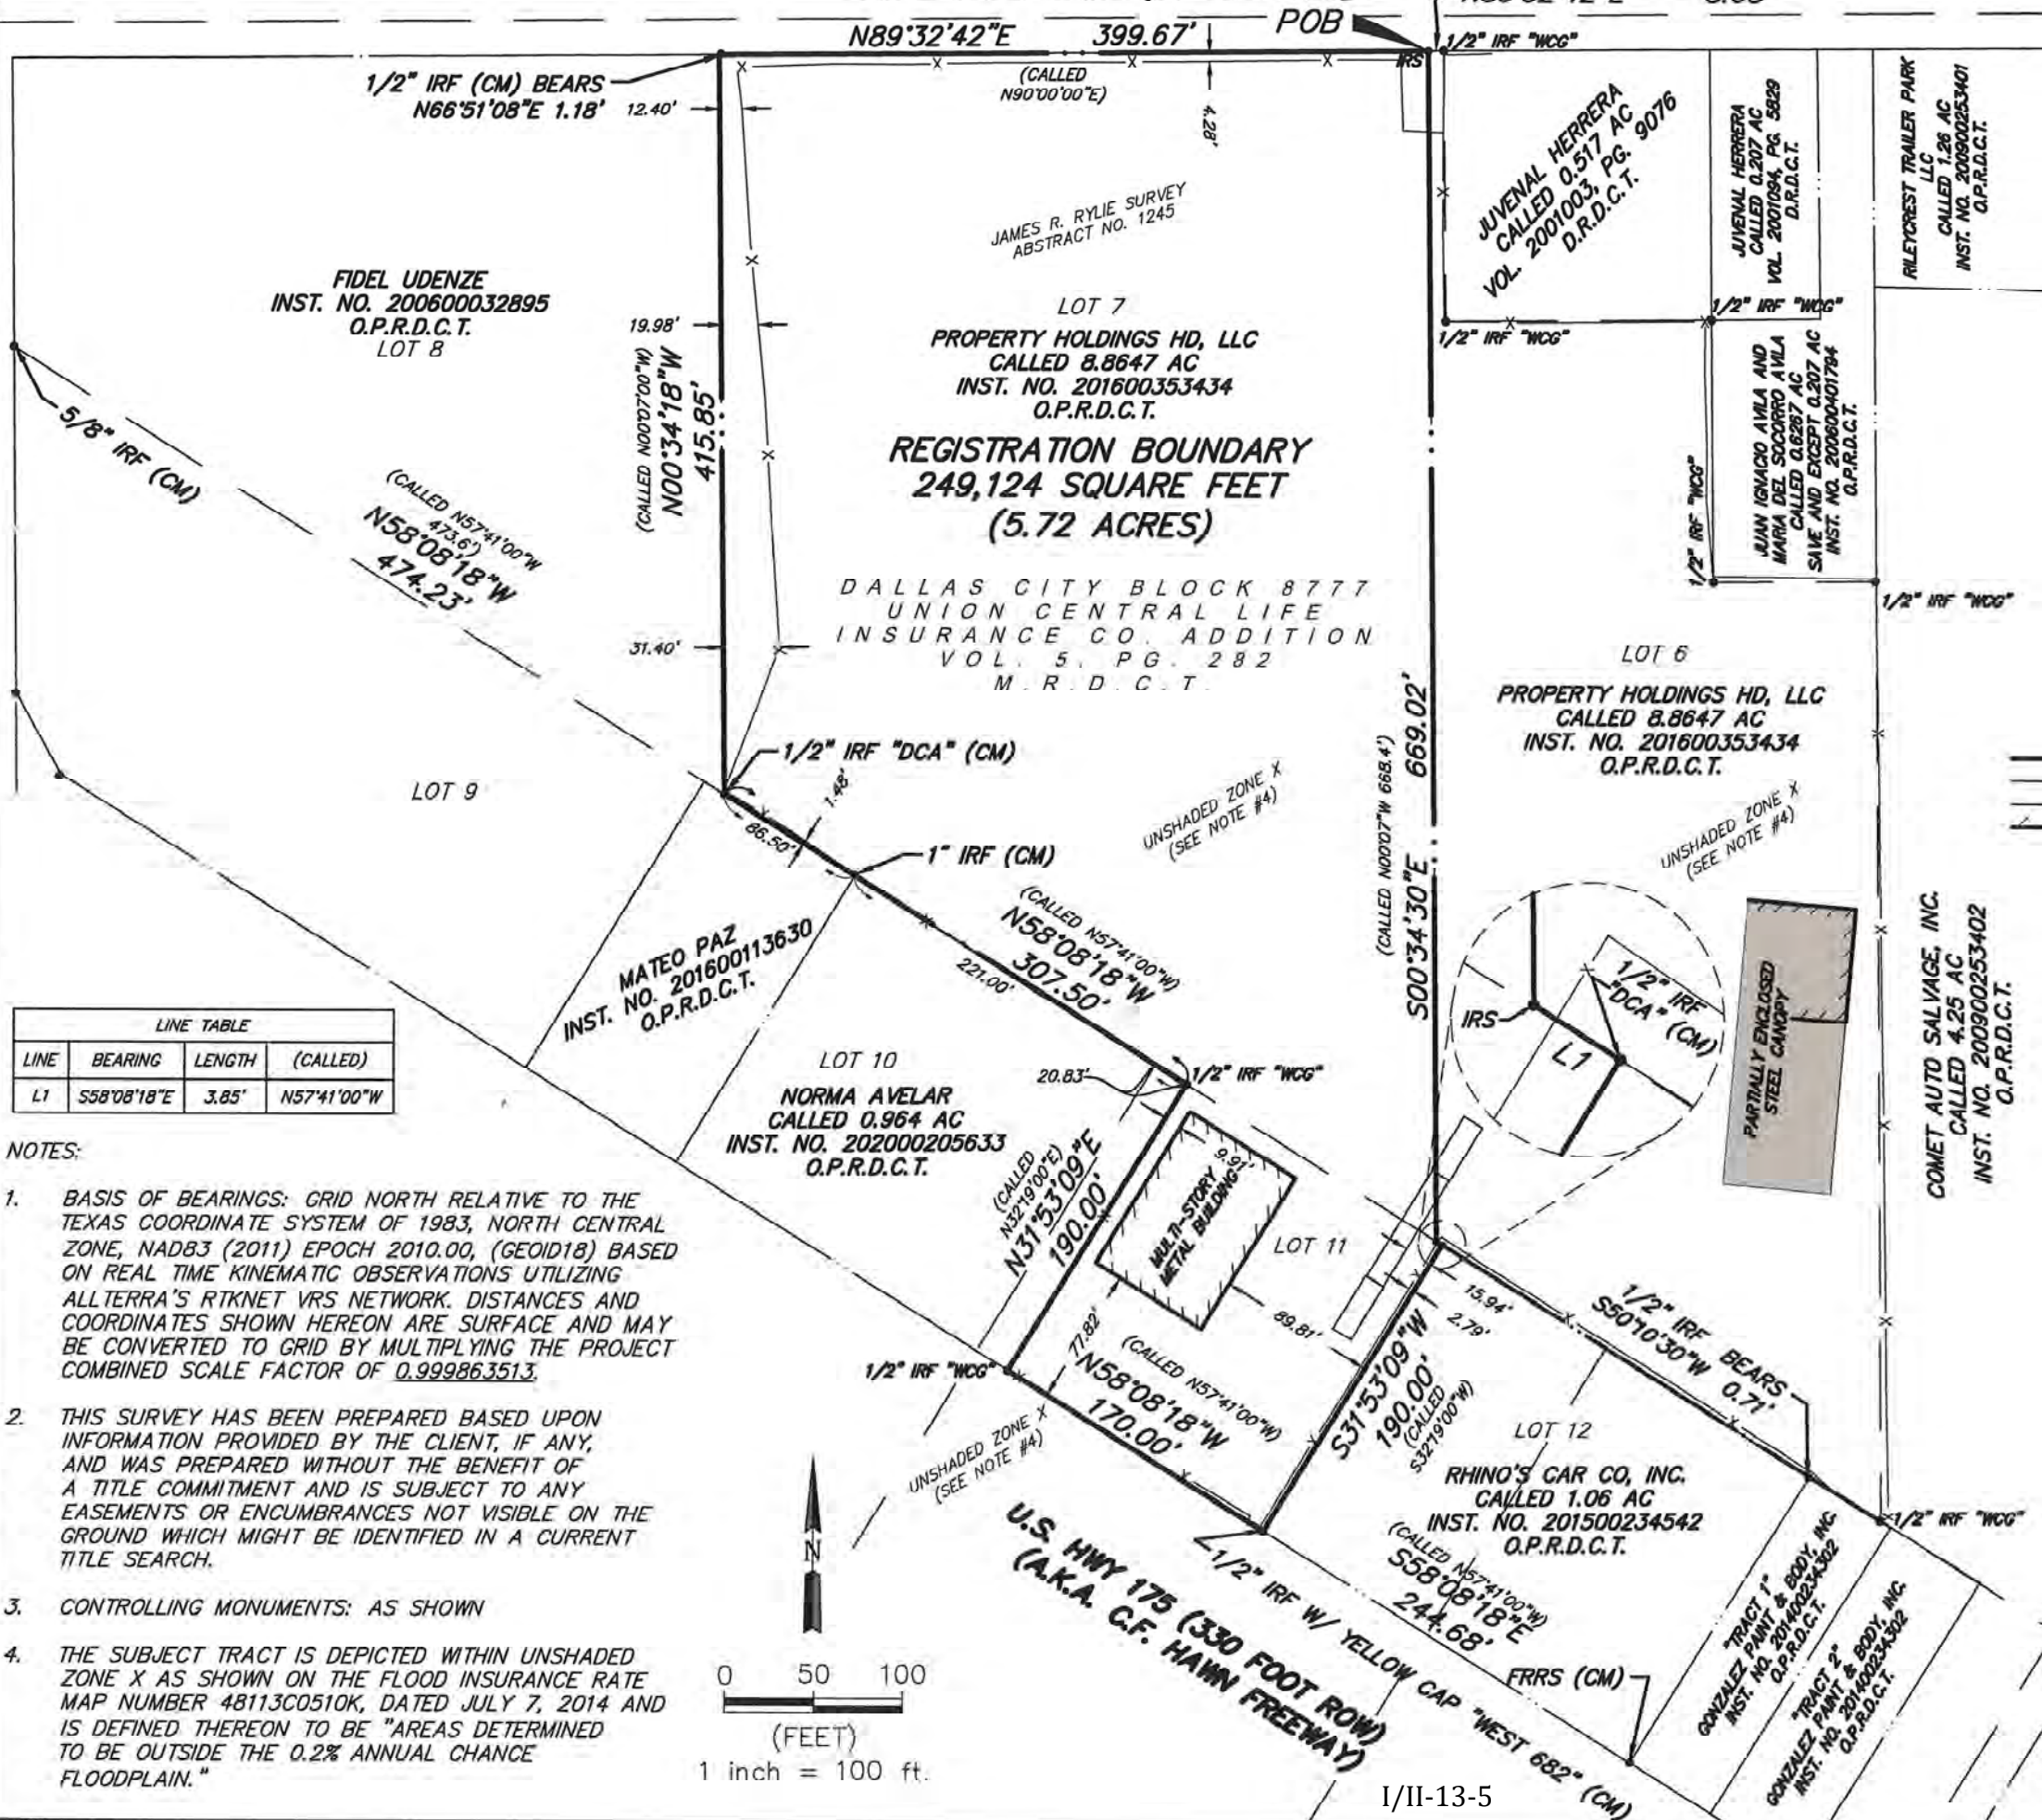 N89°32'42"E 399.67'
POB
(CALLED
N90°00'00"E)
4.28'
IRS
1/2" IRF "WCG"
1/2" IRF (CM) BEARS
N66°51'08"E 1.18'
12.40'
JUVENAL HERRERA
CALLED 0.517 AC
VOL. 2001003, PG. 9076
D.R.D.C.T.
JUVENAL HERRERA
CALLED 0.207 AC
VOL. 2001094, PG. 5829
D.R.D.C.T.
RILEYCREST TRAILER PARK
LLC
CALLED 1.26 AC
INST. NO. 200900253401
O.P.R.D.C.T.
JAMES R. RYLIE SURVEY
ABSTRACT NO. 1245
FIDEL UDENZE
INST. NO. 200600032895
O.P.R.D.C.T.
LOT 8
19.98'
(CALLED N00°07'00"W)
N00°34'18"W
415.85'
LOT 7
PROPERTY HOLDINGS HD, LLC
CALLED 8.8647 AC
INST. NO. 201600353434
O.P.R.D.C.T.
REGISTRATION BOUNDARY
249,124 SQUARE FEET
(5.72 ACRES)
1/2" IRF "WCG"
1/2" IRF "WCG"
JUAN IGNACIO AVILA AND
MARIA DEL SOCORRO AVILA
CALLED 0.6267 AC
SAVE AND EXCEPT 0.207 AC
INST. NO. 200600401794
O.P.R.D.C.T.
1/2" IRF "WCG"
1/2" IRF "WCG"
5/8" IRF (CM)
(CALLED N57°41'00"W
473.6')
N58°08'18"W
474.23'
DALLAS CITY BLOCK 8777
UNION CENTRAL LIFE
INSURANCE CO. ADDITION
VOL. 5, PG. 282
M.R.D.C.T.
31.40'
LOT 6
PROPERTY HOLDINGS HD, LLC
CALLED 8.8647 AC
INST. NO. 201600353434
O.P.R.D.C.T.
(CALLED N00°07"W 668.4')
S00°34'30"E 669.02'
1/2" IRF "DCA" (CM)
LOT 9
1.48'
86.50'
UNSHADED ZONE X
(SEE NOTE #4)
UNSHADED ZONE X
(SEE NOTE #4)
1" IRF (CM)
(CALLED N57°41'00"W)
N58°08'18"W
307.50'
221.00'
MATEO PAZ
INST. NO. 201600113630
O.P.R.D.C.T.
1/2" IRF
"DCA" (CM)
IRS
L1
PARTIALLY ENCLOSED
STEEL CANOPY
COMET AUTO SALVAGE, INC.
CALLED 4.25 AC
INST. NO. 200900253402
O.P.R.D.C.T.
LINE TABLE
LINE BEARING LENGTH (CALLED)
L1 S58°08'18"E 3.85' N57°41'00"W
LOT 10
NORMA AVELAR
CALLED 0.964 AC
INST. NO. 202000205633
O.P.R.D.C.T.
20.83'
1/2" IRF "WCG"
(CALLED
N32°19'00"E)
N31°53'09"E
190.00'
9.91'
MULTI-STORY
METAL BUILDING
LOT 11
77.82'
89.81'
15.94'
2.79'
(CALLED N57°41'00"W)
N58°08'18"W
170.00'
1/2" IRF "WCG"
S31°53'09"W
190.00'
(CALLED
S32°19'00"W)
1/2" IRF BEARS
S50°10'30"W 0.71'
LOT 12
RHINO'S CAR CO, INC.
CALLED 1.06 AC
INST. NO. 201500234542
O.P.R.D.C.T.
(CALLED N57°41'00"W)
S58°08'18"E
244.68'
1/2" IRF "WCG"
UNSHADED ZONE X
(SEE NOTE #4)
U.S. HWY 175 (330 FOOT ROW)
(A.K.A. C.F. HAWN FREEWAY)
1/2" IRF W/ YELLOW CAP "WEST 682" (CM)
FRRS (CM)
"TRACT 1"
GONZALEZ PAINT & BODY, INC.
INST. NO. 201400234302
O.P.R.D.C.T.
"TRACT 2"
GONZALEZ PAINT & BODY, INC.
INST. NO. 201400234302
O.P.R.D.C.T.
NOTES:
1. BASIS OF BEARINGS: GRID NORTH RELATIVE TO THE
TEXAS COORDINATE SYSTEM OF 1983, NORTH CENTRAL
ZONE, NAD83 (2011) EPOCH 2010.00, (GEOID18) BASED
ON REAL TIME KINEMATIC OBSERVATIONS UTILIZING
ALLTERRA'S RTKNET VRS NETWORK. DISTANCES AND
COORDINATES SHOWN HEREON ARE SURFACE AND MAY
BE CONVERTED TO GRID BY MULTIPLYING THE PROJECT
COMBINED SCALE FACTOR OF 0.999863513.
2. THIS SURVEY HAS BEEN PREPARED BASED UPON
INFORMATION PROVIDED BY THE CLIENT, IF ANY,
AND WAS PREPARED WITHOUT THE BENEFIT OF
A TITLE COMMITMENT AND IS SUBJECT TO ANY
EASEMENTS OR ENCUMBRANCES NOT VISIBLE ON THE
GROUND WHICH MIGHT BE IDENTIFIED IN A CURRENT
TITLE SEARCH.
3. CONTROLLING MONUMENTS: AS SHOWN
4. THE SUBJECT TRACT IS DEPICTED WITHIN UNSHADED
ZONE X AS SHOWN ON THE FLOOD INSURANCE RATE
MAP NUMBER 48113C0510K, DATED JULY 7, 2014 AND
IS DEFINED THEREON TO BE "AREAS DETERMINED
TO BE OUTSIDE THE 0.2% ANNUAL CHANCE
FLOODPLAIN."
N
0 50 100
(FEET)
1 inch = 100 ft.
I/II-13-5